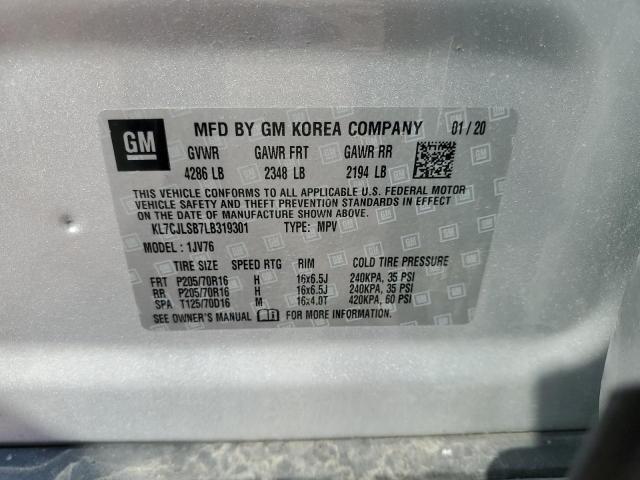 GM MFD BY GM KOREA COMPANY 01/20
GVWR GAWR FRT GAWR RR
4286 LB 2348 LB 2194 LB
THIS VEHICLE CONFORMS TO ALL APPLICABLE U.S. FEDERAL MOTOR
VEHICLE SAFETY AND THEFT PREVENTION STANDARDS IN EFFECT ON
THE DATE OF MANUFACTURE SHOWN ABOVE.
KL7CJLSB7LB319301 TYPE: MPV
MODEL: 1JV76
TIRE SIZE SPEED RTG RIM COLD TIRE PRESSURE
FRT P205/70R16 H 16x6.5J 240KPA, 35 PSI
RR P205/70R16 H 16x6.5J 240KPA, 35 PSI
SPA T125/70D16 M 16x4.0T 420KPA, 60 PSI
SEE OWNER'S MANUAL FOR MORE INFORMATION.